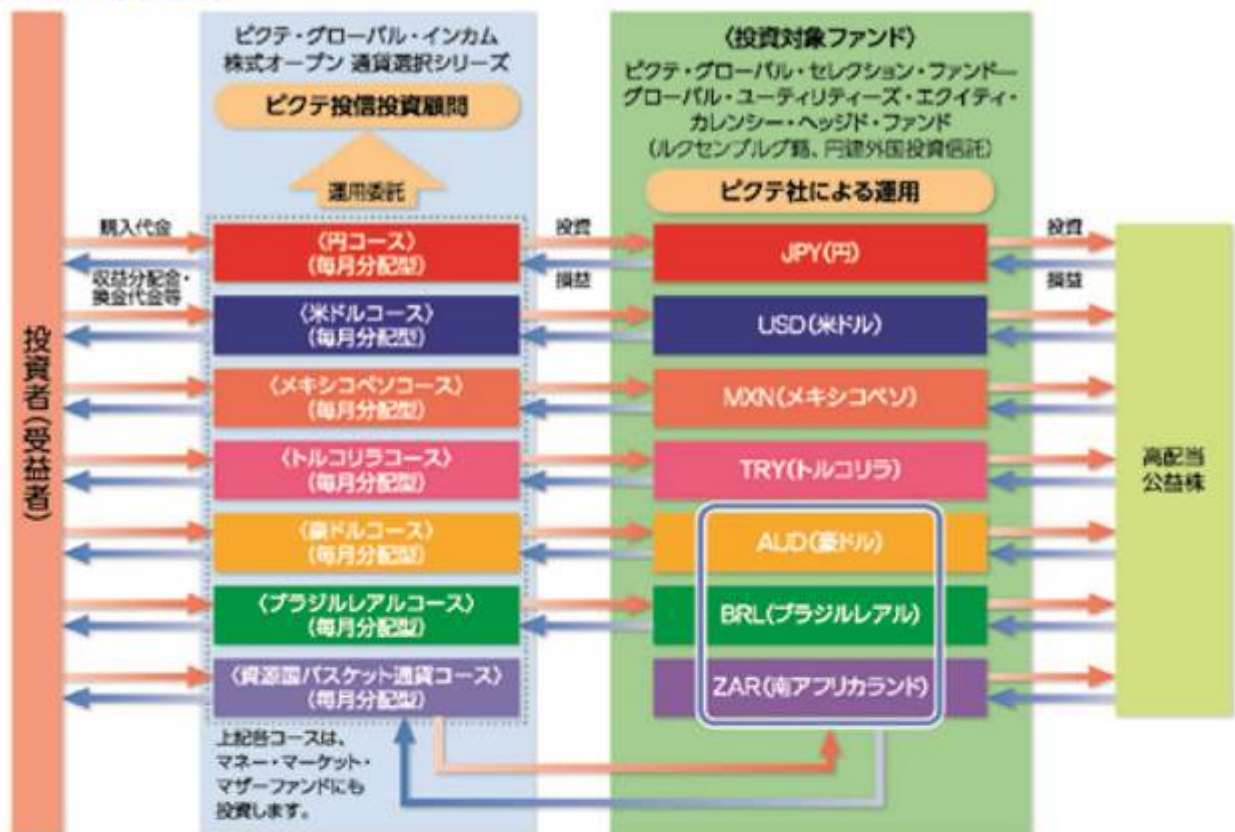 ピクテ・グローバル・インカム
株式オープン 通貨選択シリーズ
ピクテ投信投資顧問
運用委託
〈投資対象ファンド〉
ピクテ・グローバル・セレクション・ファンド―
グローバル・ユーティリティーズ・エクイティ・
カレンシー・ヘッジド・ファンド
(ルクセンブルグ籍、円建外国投資信託)
ピクテ社による運用
投資者(受益者)
購入代金
収益分配金・
換金代金等
〈円コース〉
(毎月分配型)
投資
損益
JPY(円)
投資
損益
〈米ドルコース〉
(毎月分配型)
USD(米ドル)
〈メキシコペソコース〉
(毎月分配型)
MXN(メキシコペソ)
〈トルコリラコース〉
(毎月分配型)
TRY(トルコリラ)
高配当
公益株
〈豪ドルコース〉
(毎月分配型)
AUD(豪ドル)
〈ブラジルレアルコース〉
(毎月分配型)
BRL(ブラジルレアル)
〈資源国バスケット通貨コース〉
(毎月分配型)
ZAR(南アフリカランド)
上記各コースは、
マネー・マーケット・
マザーファンドにも
投資します。